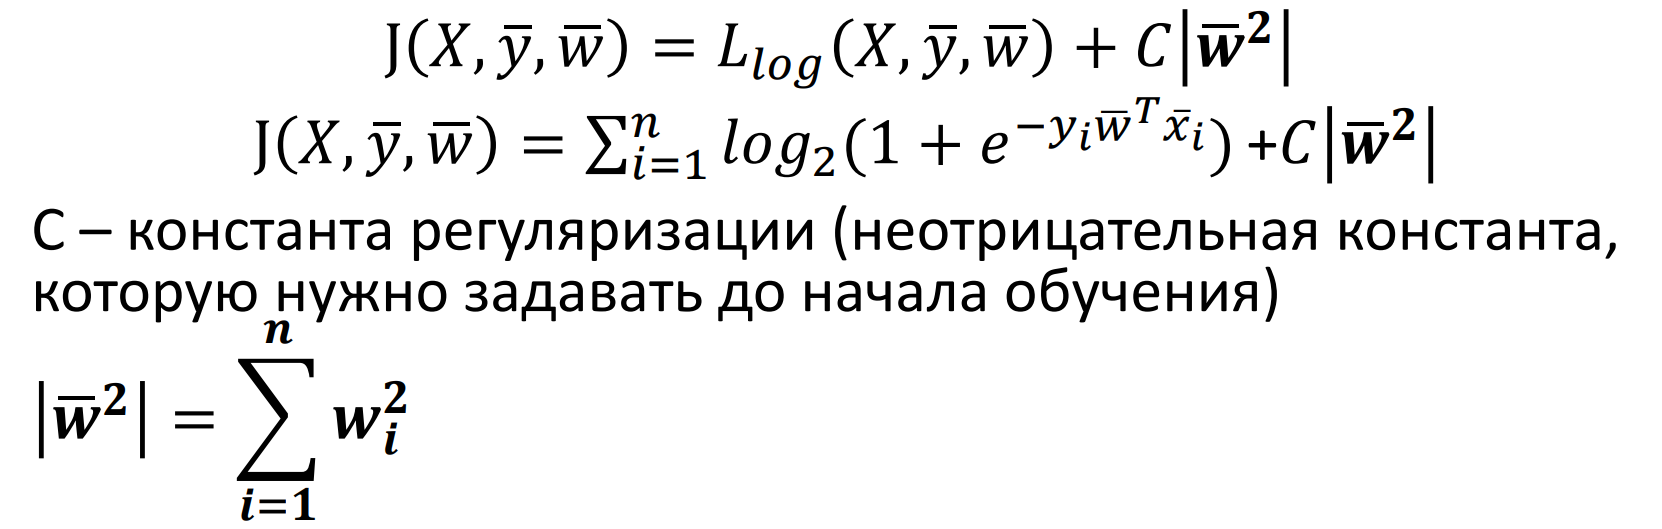 J(X, y̅, w̅) = L_log(X, y̅, w̅) + C|w̅²|
J(X, y̅, w̅) = ∑ⁿᵢ₌₁ log₂(1 + e^(−yᵢw̅ᵀx̅ᵢ)) +C|w̅²|
C – константа регуляризации (неотрицательная константа,
которую нужно задавать до начала обучения)
|w̅²| = ∑ⁿᵢ₌₁ wᵢ²